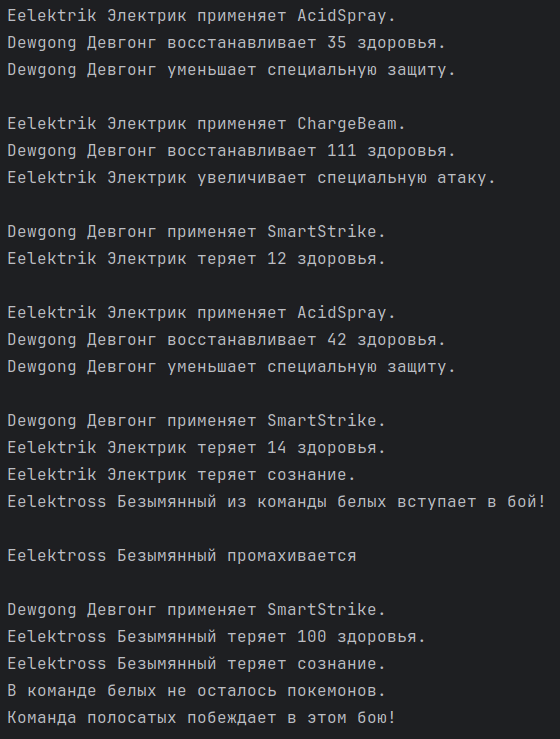 Eelektrik Электрик применяет AcidSpray.
Dewgong Девгонг восстанавливает 35 здоровья.
Dewgong Девгонг уменьшает специальную защиту.
Eelektrik Электрик применяет ChargeBeam.
Dewgong Девгонг восстанавливает 111 здоровья.
Eelektrik Электрик увеличивает специальную атаку.
Dewgong Девгонг применяет SmartStrike.
Eelektrik Электрик теряет 12 здоровья.
Eelektrik Электрик применяет AcidSpray.
Dewgong Девгонг восстанавливает 42 здоровья.
Dewgong Девгонг уменьшает специальную защиту.
Dewgong Девгонг применяет SmartStrike.
Eelektrik Электрик теряет 14 здоровья.
Eelektrik Электрик теряет сознание.
Eelektross Безымянный из команды белых вступает в бой!
Eelektross Безымянный промахивается
Dewgong Девгонг применяет SmartStrike.
Eelektross Безымянный теряет 100 здоровья.
Eelektross Безымянный теряет сознание.
В команде белых не осталось покемонов.
Команда полосатых побеждает в этом бою!